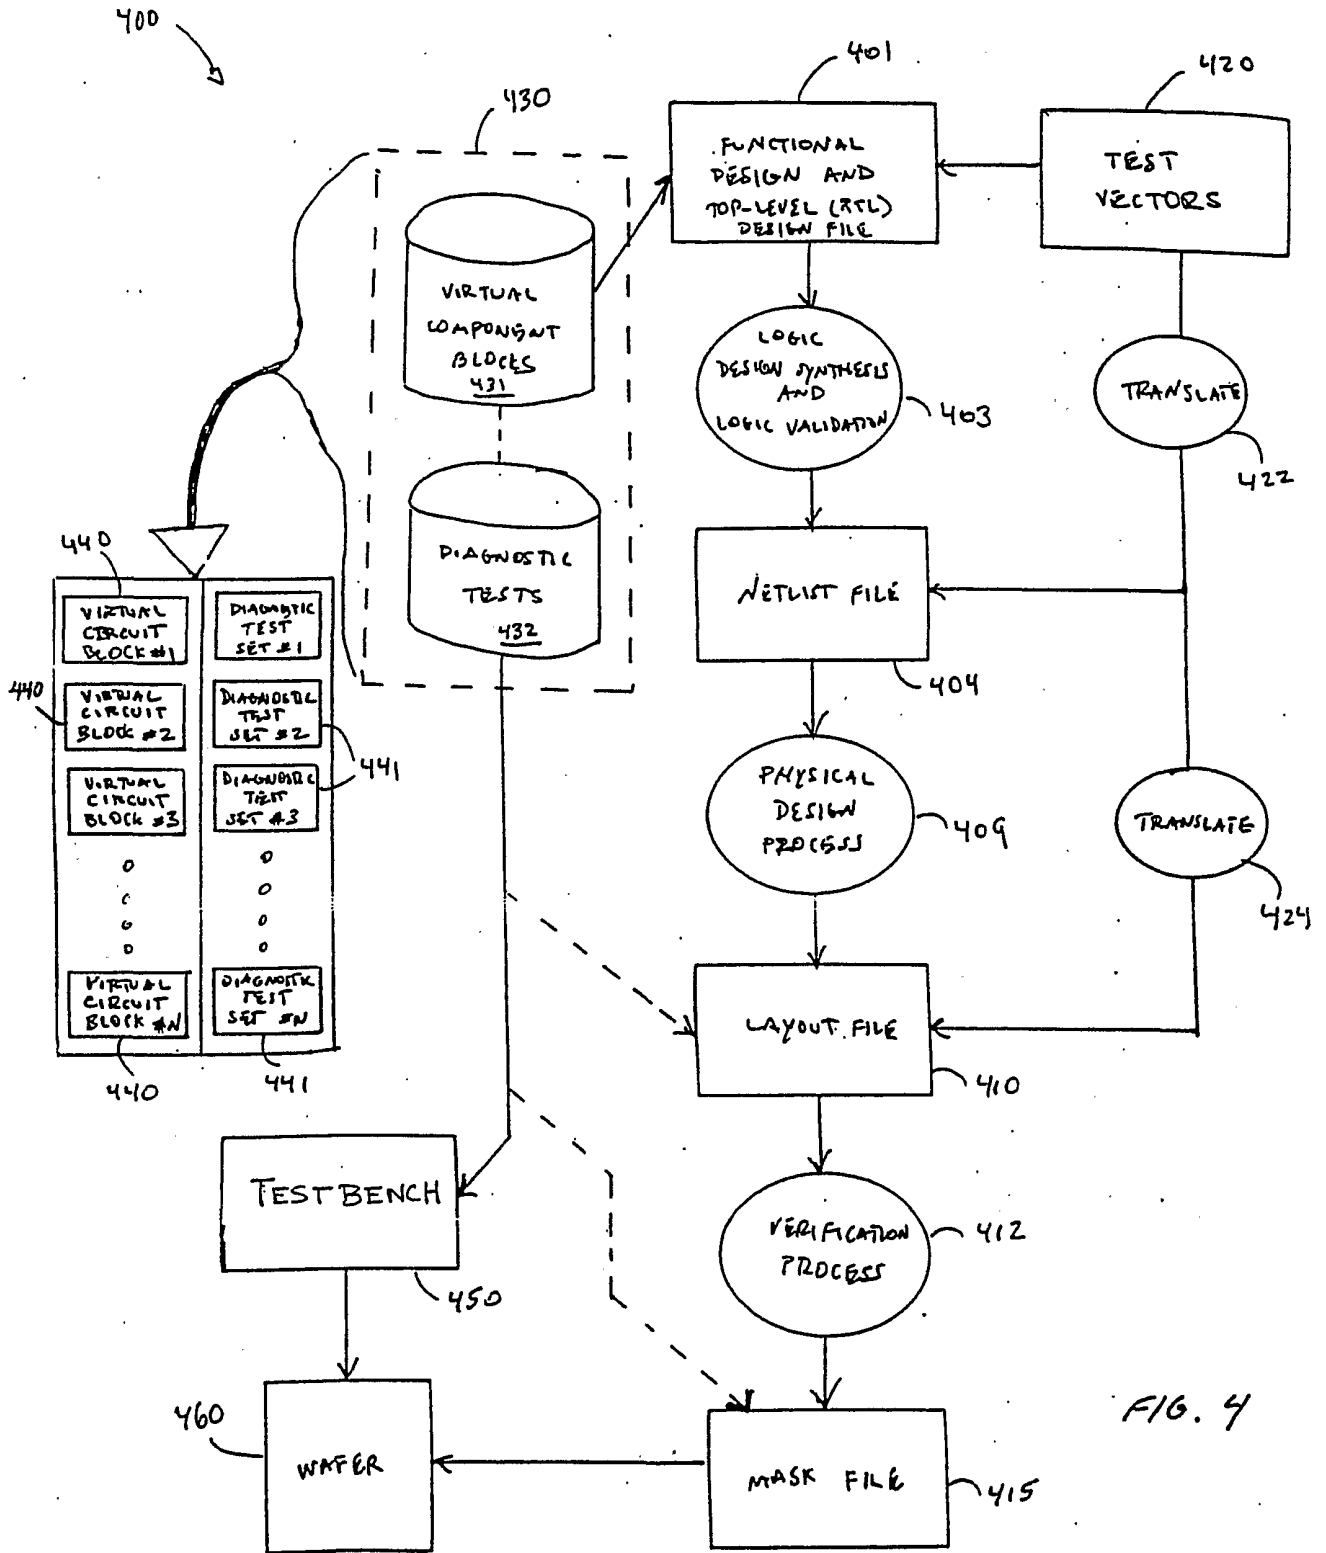 400
430
401
420
FUNCTIONAL
DESIGN AND
TOP-LEVEL (RTL)
DESIGN FILE
TEST
VECTORS
VIRTUAL
COMPONENT
BLOCKS
431
LOGIC
DESIGN SYNTHESIS
AND
LOGIC VALIDATION
403
TRANSLATE
422
DIAGNOSTIC
TESTS
432
NETLIST FILE
404
440
VIRTUAL
CIRCUIT
BLOCK #1
DIAGNOSTIC
TEST
SET #1
440
VIRTUAL
CIRCUIT
BLOCK #2
DIAGNOSTIC
TEST
SET #2
441
VIRTUAL
CIRCUIT
BLOCK #3
DIAGNOSTIC
TEST
SET #3
VIRTUAL
CIRCUIT
BLOCK #N
DIAGNOSTIC
TEST
SET #N
440
441
PHYSICAL
DESIGN
PROCESS
409
TRANSLATE
424
LAYOUT FILE
410
TEST BENCH
450
VERIFICATION
PROCESS
412
460
WAFER
MASK FILE
415
FIG. 4